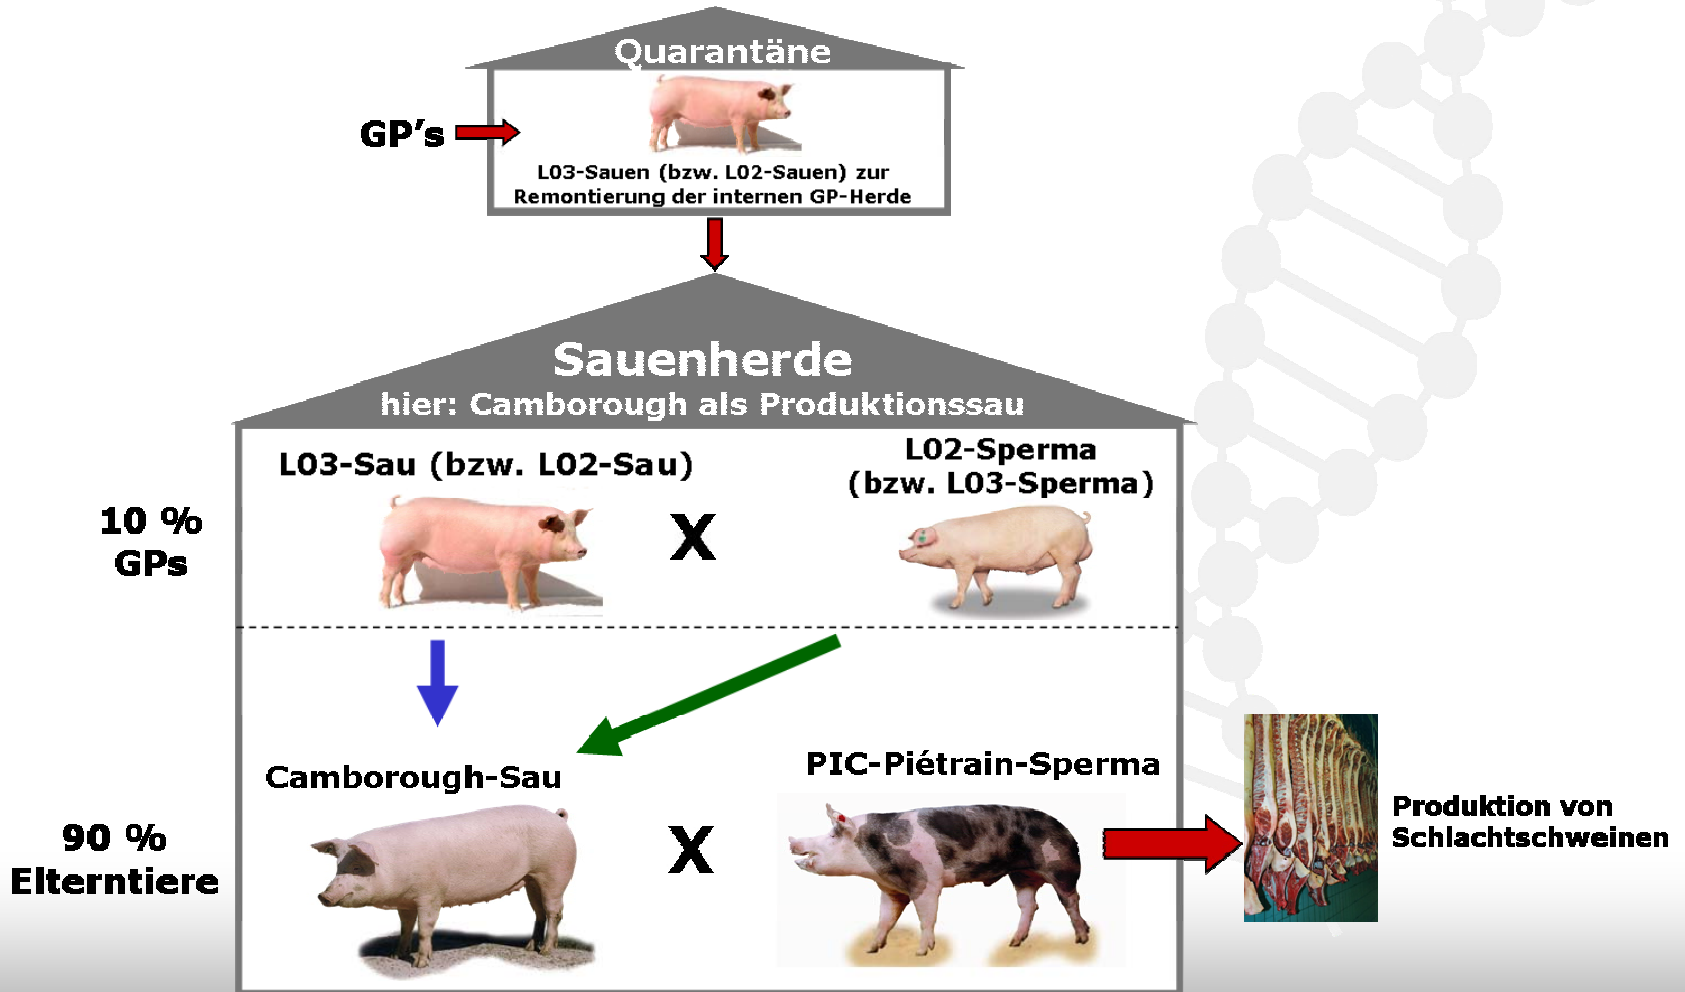 Quarantäne
GP’s
L03-Sauen (bzw. L02-Sauen) zur
Remontierung der internen GP-Herde
Sauenherde
hier: Camborough als Produktionssau
L03-Sau (bzw. L02-Sau)
L02-Sperma
(bzw. L03-Sperma)
10 %
GPs
X
Camborough-Sau
PIC-Piétrain-Sperma
90 %
Elterntiere
X
Produktion von
Schlachtschweinen